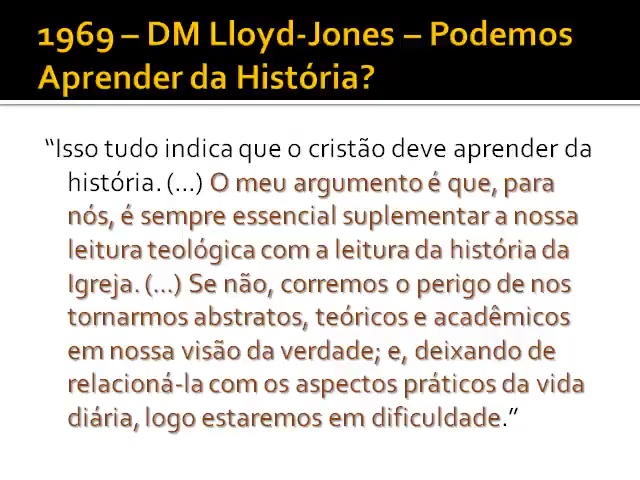 1969 – DM Lloyd-Jones – Podemos
Aprender da História?
“Isso tudo indica que o cristão deve aprender da
história. (...) O meu argumento é que, para
nós, é sempre essencial suplementar a nossa
leitura teológica com a leitura da história da
Igreja. (...) Se não, corremos o perigo de nos
tornarmos abstratos, teóricos e acadêmicos
em nossa visão da verdade; e, deixando de
relacioná-la com os aspectos práticos da vida
diária, logo estaremos em dificuldade.”